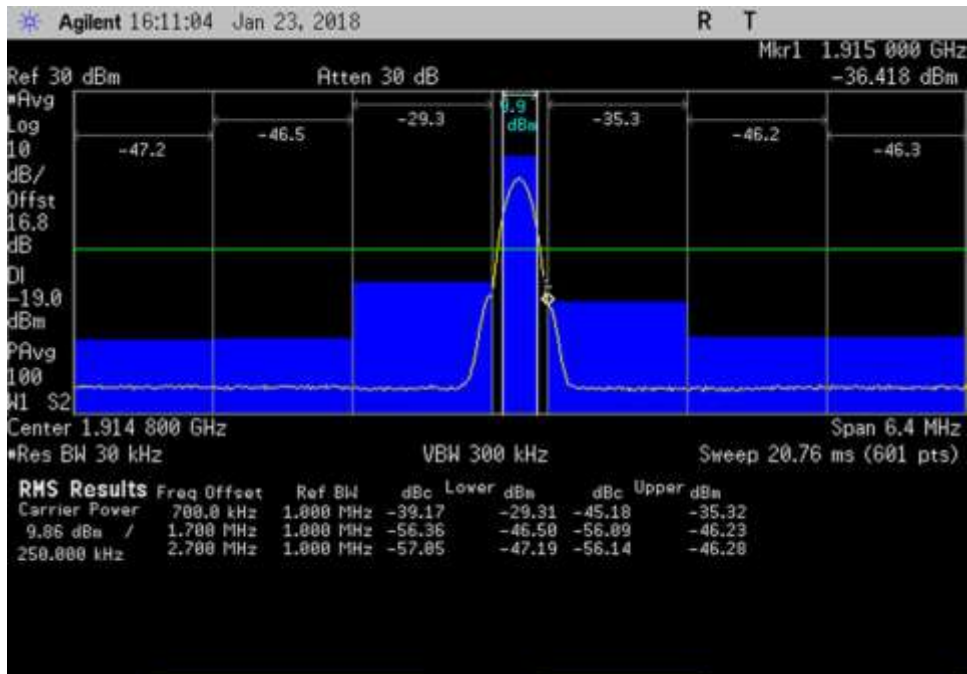 Agilent 16:11:04 Jan 23, 2018 R T
Mkr1 1.915 000 GHz
Ref 30 dBm Atten 30 dB -36.418 dBm
*Avg
Log
10
dB/
Offst
16.8
dB
DI
-19.0
dBm
PAvg
100
W1 S2
-47.2 -46.5 -29.3 9.9 dBm -35.3 -46.2 -46.3
Center 1.914 800 GHz Span 6.4 MHz
*Res BW 30 kHz VBW 300 kHz Sweep 20.76 ms (601 pts)
RMS Results Freq Offset Ref BW dBc Lower dBm dBc Upper dBm
Carrier Power 700.0 kHz 1.000 MHz -39.17 -29.31 -45.18 -35.32
9.86 dBm / 1.700 MHz 1.000 MHz -56.36 -46.50 -56.09 -46.23
250.000 kHz 2.700 MHz 1.000 MHz -57.05 -47.19 -56.14 -46.28